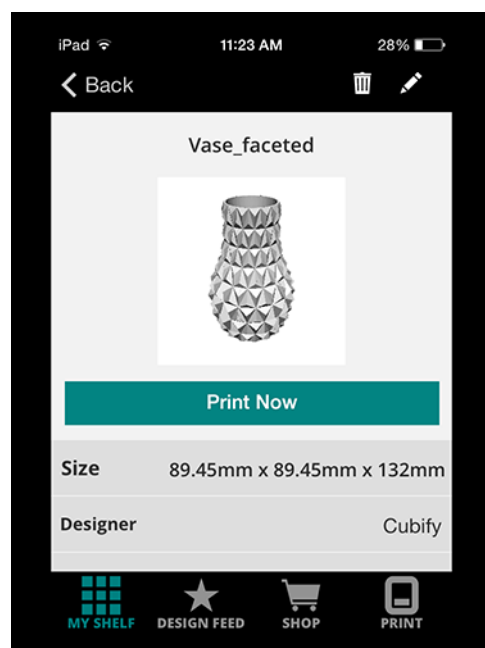 iPad 11:23 AM 28%
Back
Vase_faceted
Print Now
Size 89.45mm x 89.45mm x 132mm
Designer Cubify
MY SHELF DESIGN FEED SHOP PRINT